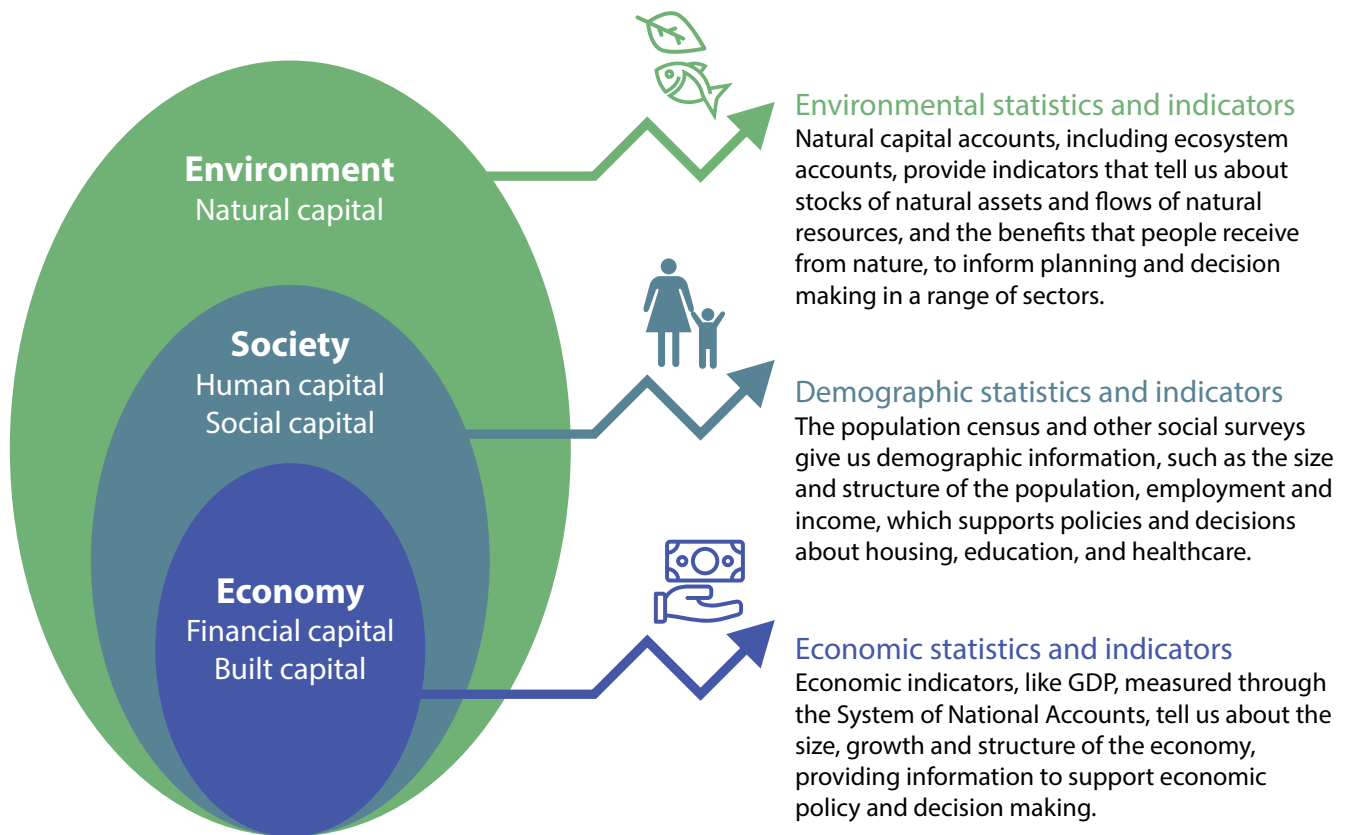 Environment
Natural capital
Society
Human capital
Social capital
Economy
Financial capital
Built capital
Environmental statistics and indicators
Natural capital accounts, including ecosystem
accounts, provide indicators that tell us about
stocks of natural assets and flows of natural
resources, and the benefits that people receive
from nature, to inform planning and decision
making in a range of sectors.
Demographic statistics and indicators
The population census and other social surveys
give us demographic information, such as the size
and structure of the population, employment and
income, which supports policies and decisions
about housing, education, and healthcare.
Economic statistics and indicators
Economic indicators, like GDP, measured through
the System of National Accounts, tell us about the
size, growth and structure of the economy,
providing information to support economic
policy and decision making.